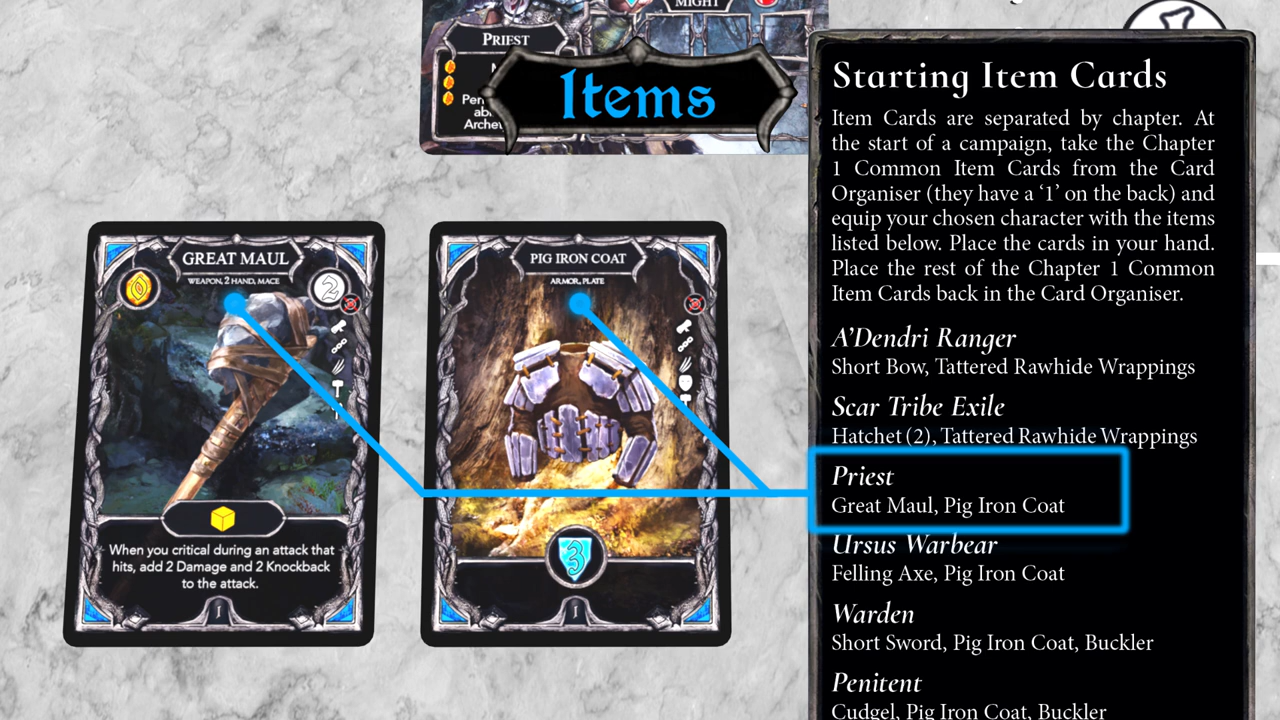 MIGHT
PRIEST
Items
GREAT MAUL
WEAPON, 2 HAND, MACE
2
When you critical during an attack that
hits, add 2 Damage and 2 Knockback
to the attack.
1
PIG IRON COAT
ARMOR, PLATE
3
1
Starting Item Cards
Item Cards are separated by chapter. At
the start of a campaign, take the Chapter
1 Common Item Cards from the Card
Organiser (they have a ‘1’ on the back) and
equip your chosen character with the items
listed below. Place the cards in your hand.
Place the rest of the Chapter 1 Common
Item Cards back in the Card Organiser.
A’Dendri Ranger
Short Bow, Tattered Rawhide Wrappings
Scar Tribe Exile
Hatchet (2), Tattered Rawhide Wrappings
Priest
Great Maul, Pig Iron Coat
Ursus Warbear
Felling Axe, Pig Iron Coat
Warden
Short Sword, Pig Iron Coat, Buckler
Penitent
Cudgel, Pig Iron Coat, Buckler